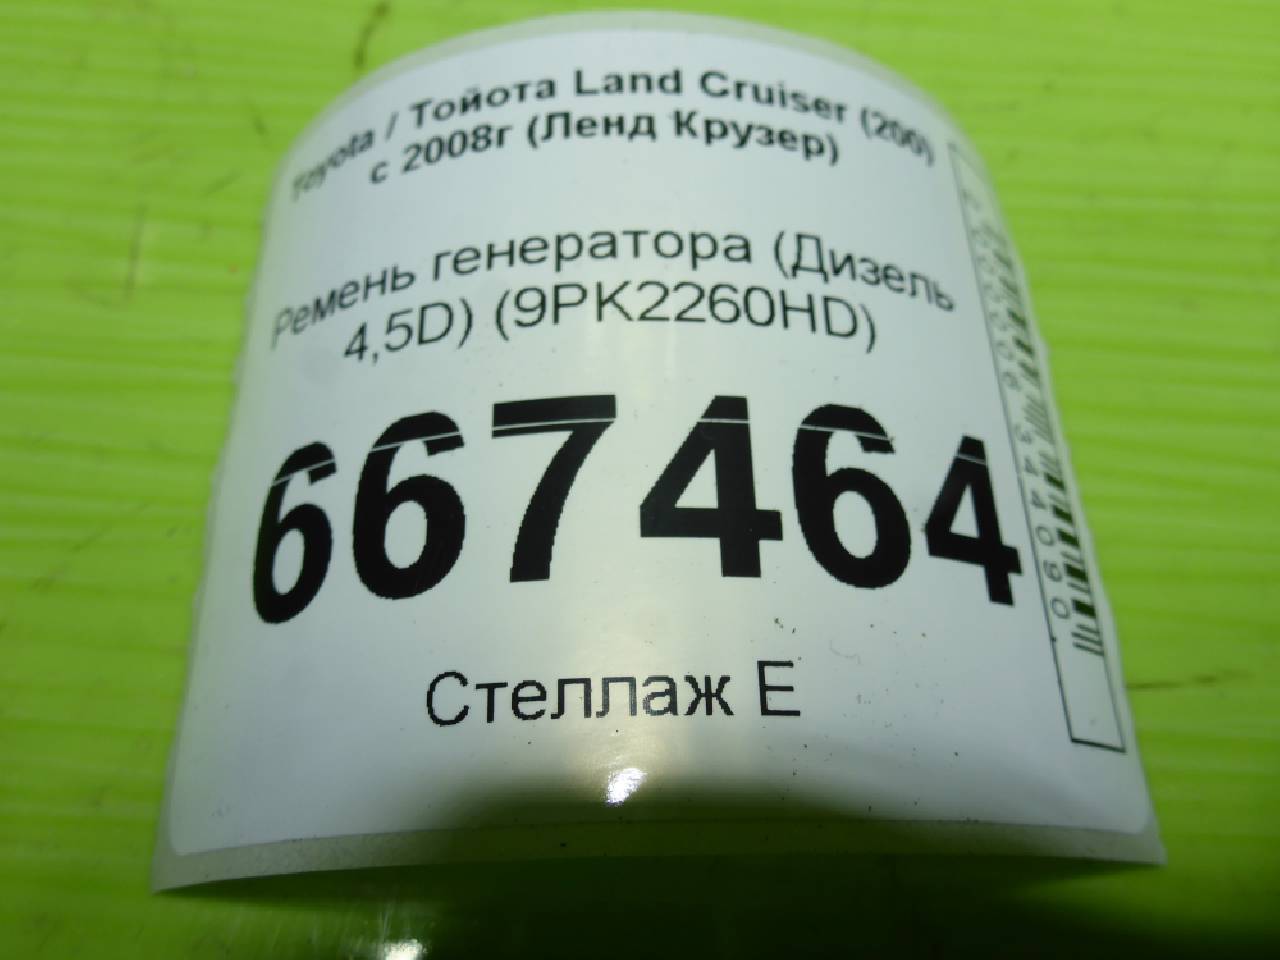 Toyota / Тойота Land Cruiser (200)
с 2008г (Ленд Крузер)
Ремень генератора (Дизель
4,5D) (9PK2260HD)
667464
Стеллаж Е